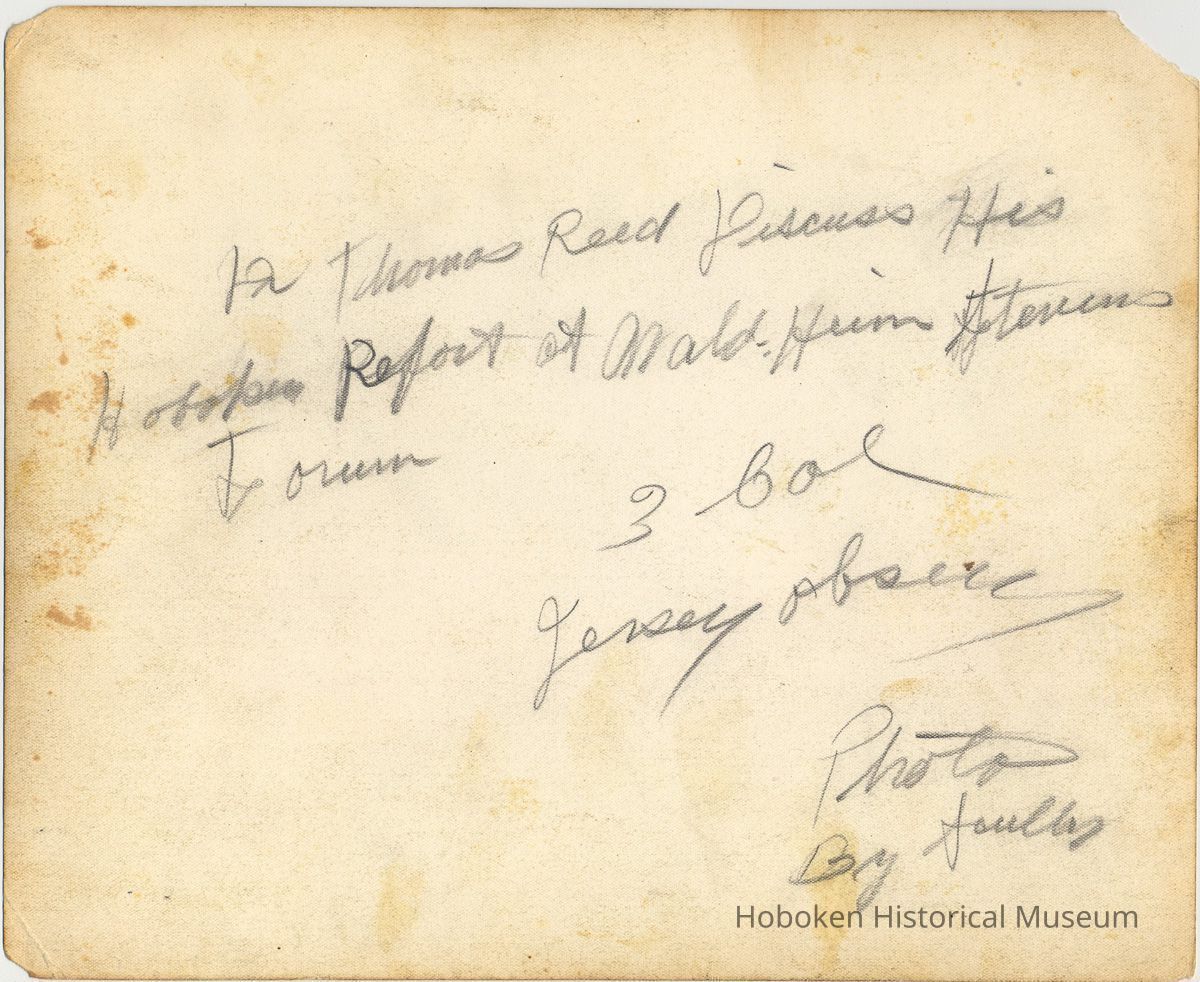 Dr Thomas Reed Discuss His
Hoboken Report at Wald-Heim Stevens
Forum
3 Col
Jersey Obser
Photo
By
Hoboken Historical Museum